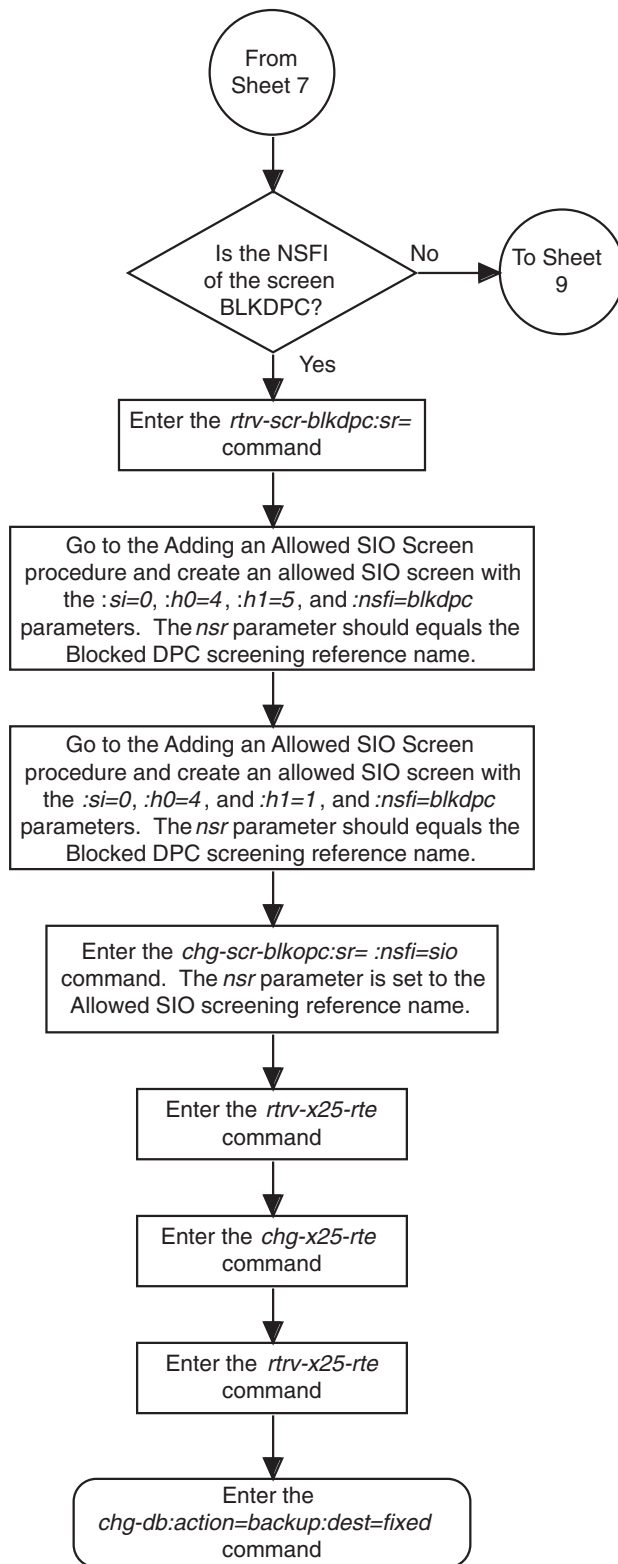 From
Sheet 7
Is the NSFI
of the screen
BLKDPC?
No
To Sheet
9
Yes
Enter the rtrv-scr-blkdpc:sr=
command
Go to the Adding an Allowed SIO Screen
procedure and create an allowed SIO screen with
the :si=0, :h0=4, :h1=5, and :nsfi=blkdpc
parameters. The nsr parameter should equals the
Blocked DPC screening reference name.
Go to the Adding an Allowed SIO Screen
procedure and create an allowed SIO screen with
the :si=0, :h0=4, and :h1=1, and :nsfi=blkdpc
parameters. The nsr parameter should equals the
Blocked DPC screening reference name.
Enter the chg-scr-blkopc:sr= :nsfi=sio
command. The nsr parameter is set to the
Allowed SIO screening reference name.
Enter the rtrv-x25-rte
command
Enter the chg-x25-rte
command
Enter the rtrv-x25-rte
command
Enter the
chg-db:action=backup:dest=fixed
command